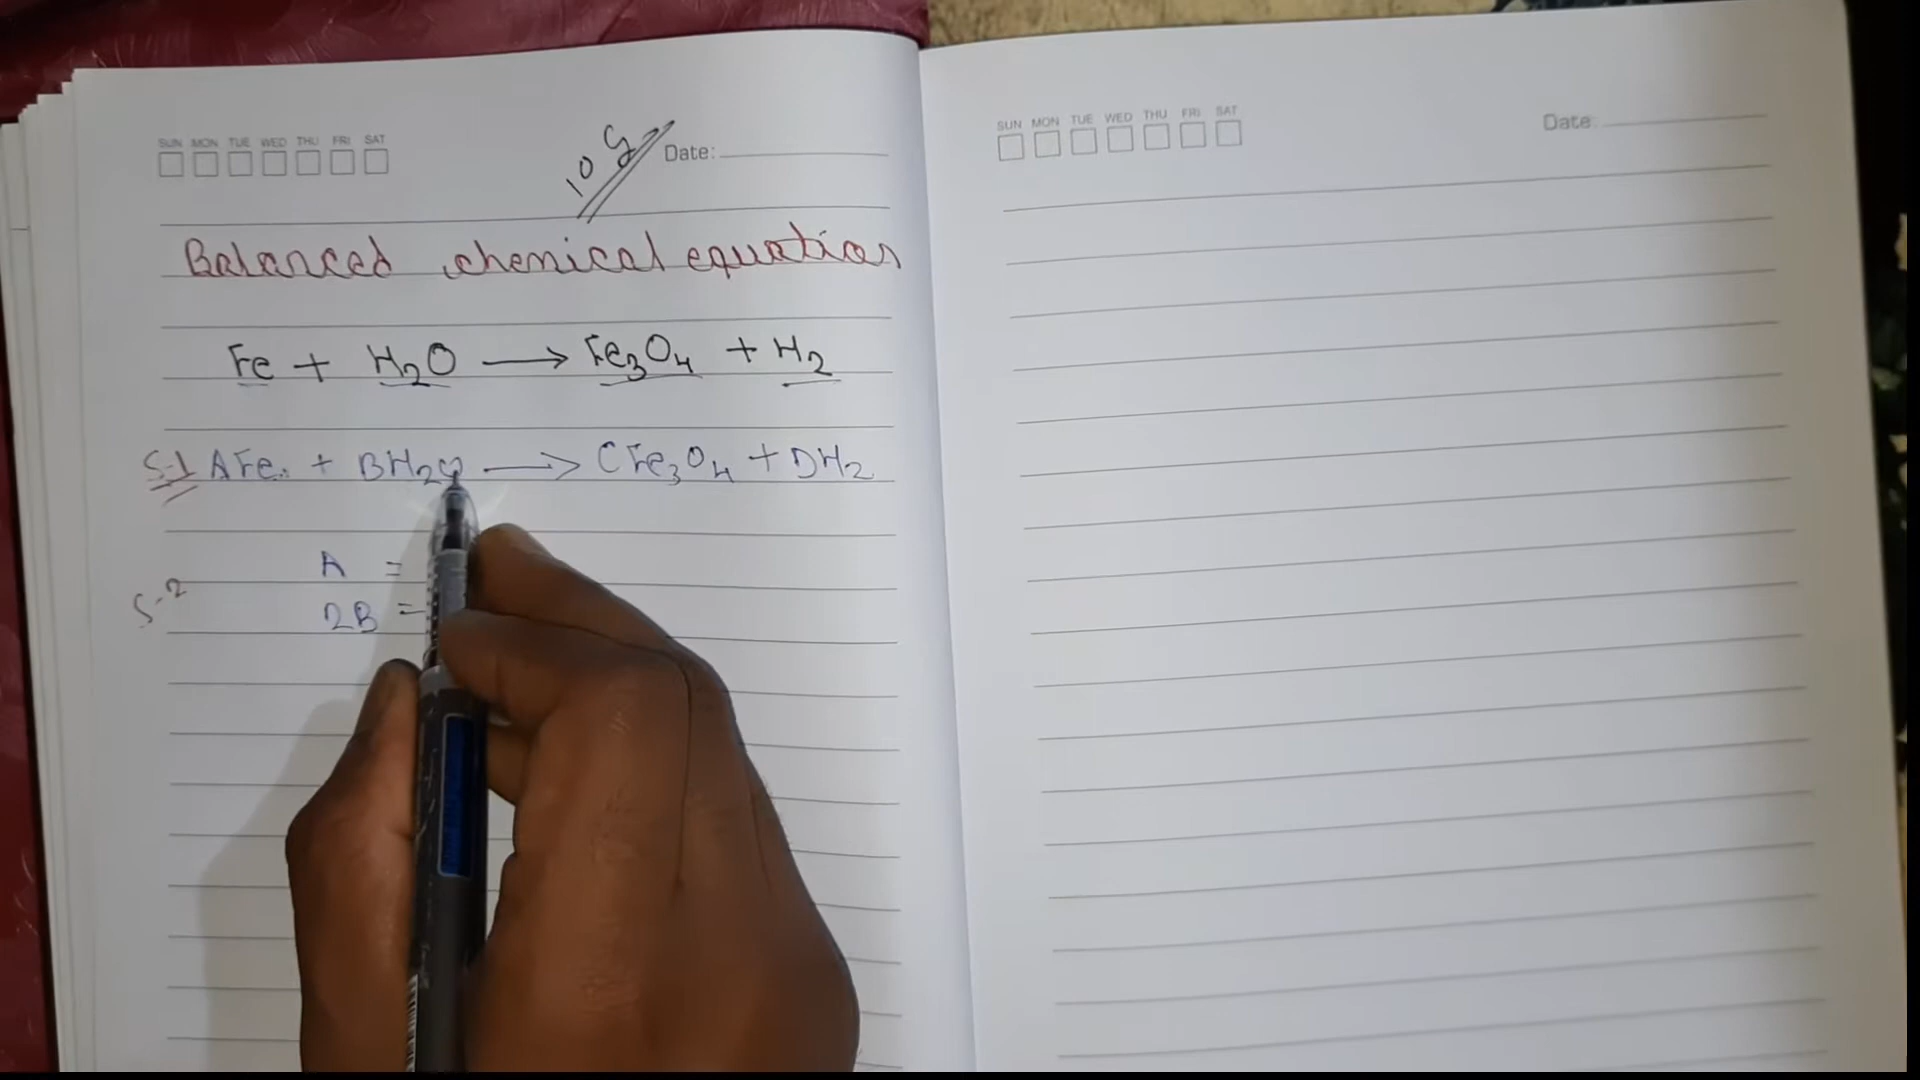 SUN MON TUE WED THU FRI SAT
Date:
Balanced chemical equation
Fe + H₂O ⟶ Fe₃O₄ + H₂
S-1 AFe + BH₂O ⟶ CFe₃O₄ + DH₂
A =
S-2
2B =
SUN MON TUE WED THU FRI SAT
Date: